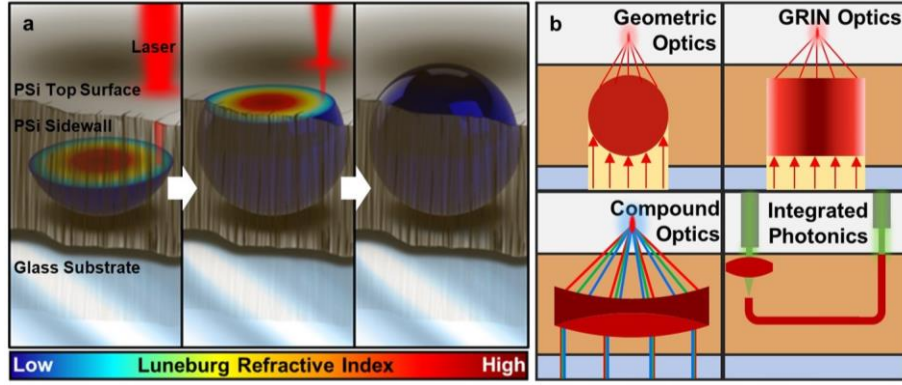 a
Laser
PSi Top Surface
PSi Sidewall
Glass Substrate
Low Luneburg Refractive Index High
b
Geometric
Optics
GRIN Optics
Compound
Optics
Integrated
Photonics